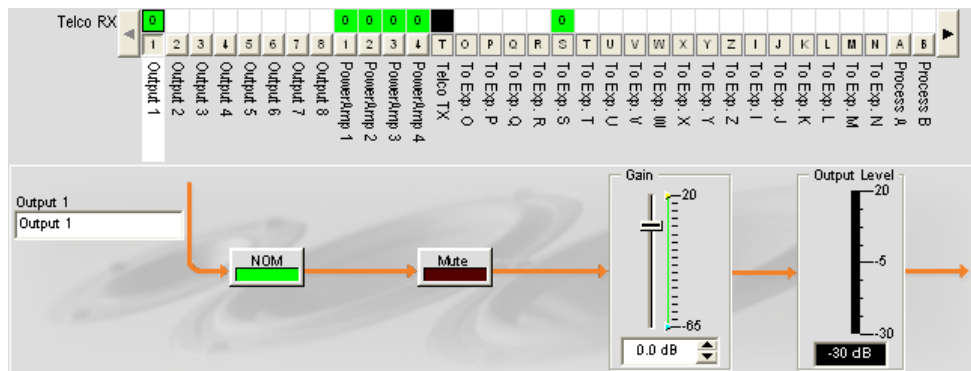 Telco RX 0 0 0 0 0 0
1 2 3 4 5 6 7 8 1 2 3 4 T O P Q R S T U V W X Y Z I J K L M N A B
Output 1
Output 2
Output 3
Output 4
Output 5
Output 6
Output 7
Output 8
PowerAmp 1
PowerAmp 2
PowerAmp 3
PowerAmp 4
Telco TX
To Exp. O
To Exp. P
To Exp. Q
To Exp. R
To Exp. S
To Exp. T
To Exp. U
To Exp. V
To Exp. W
To Exp. X
To Exp. Y
To Exp. Z
To Exp. I
To Exp. J
To Exp. K
To Exp. L
To Exp. M
To Exp. N
Process A
Process B
Output 1
Output 1
NOM
Mute
Gain
20
-65
0.0 dB
Output Level
20
-5
-30
-30 dB